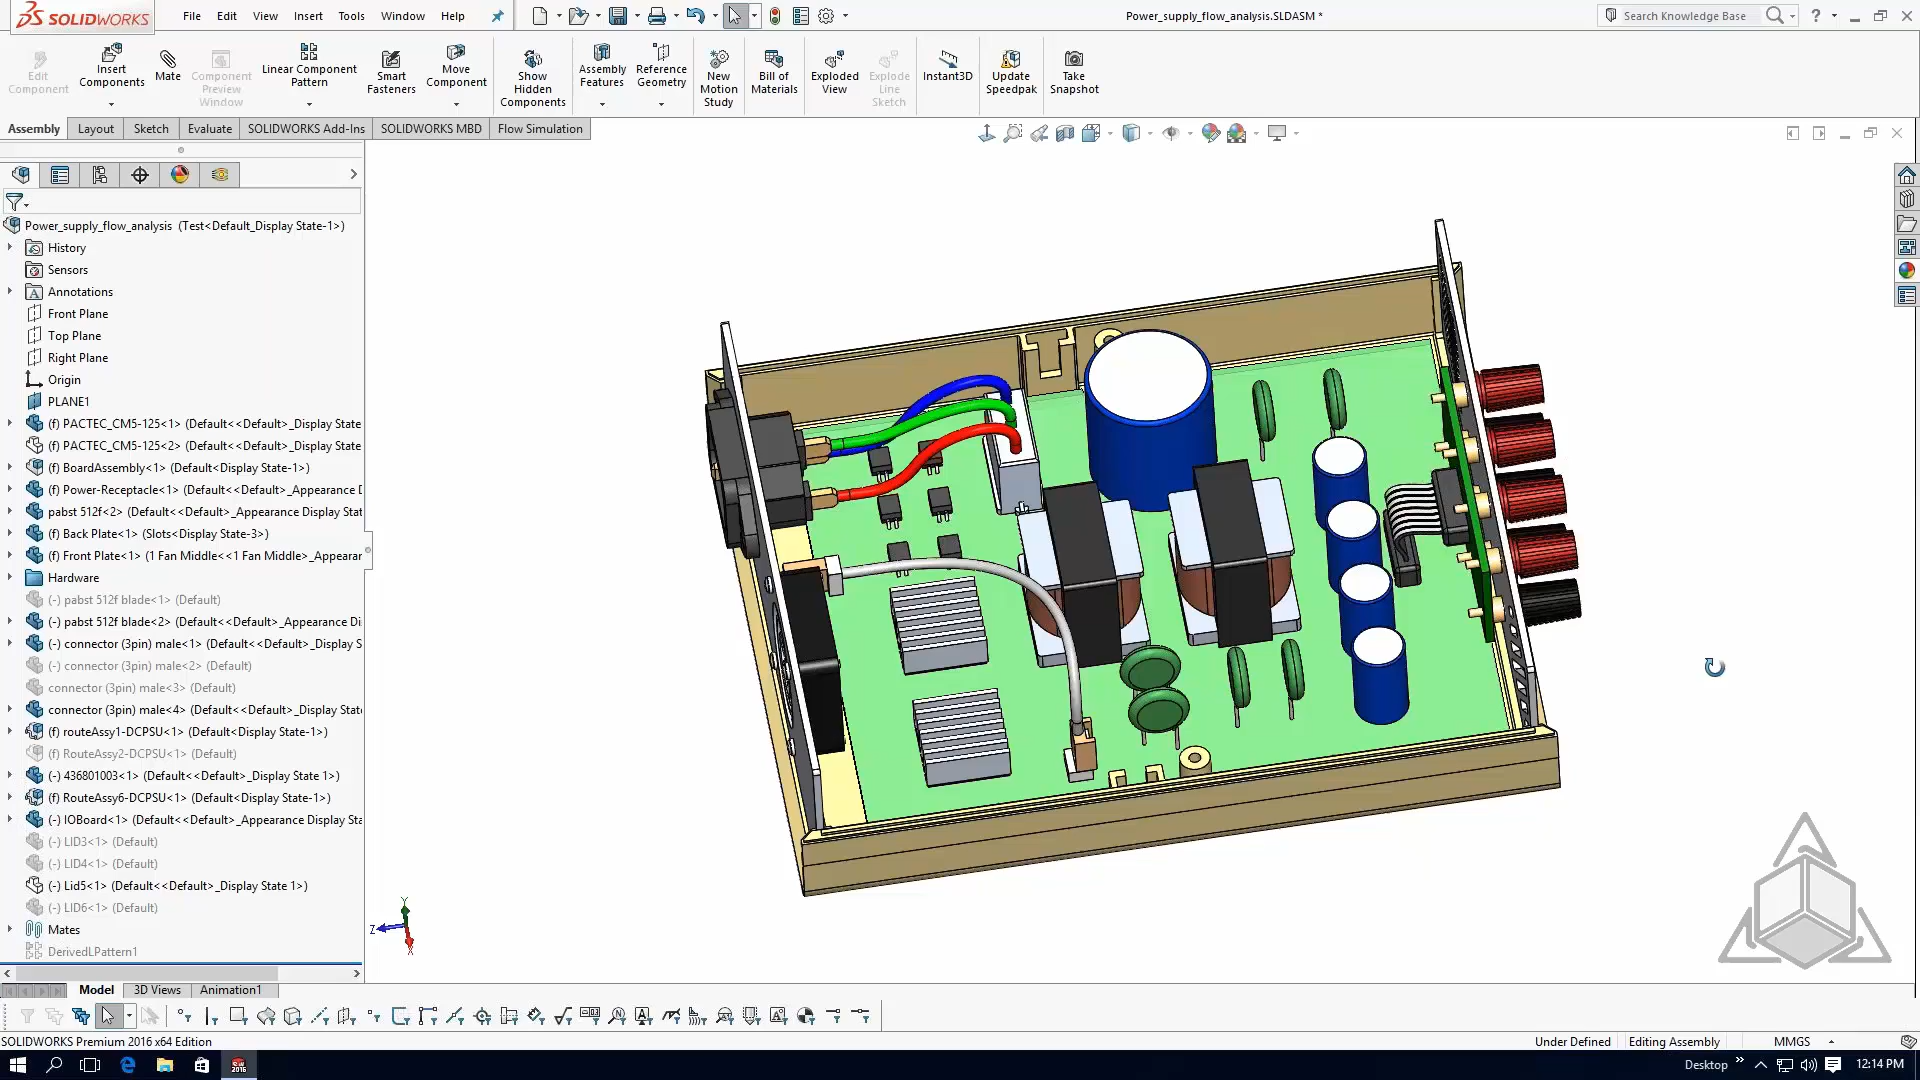 SOLIDWORKS
File Edit View Insert Tools Window Help
Power_supply_flow_analysis.SLDASM *
Search Knowledge Base
Edit Component
Insert Components
Mate
Component Preview Window
Linear Component Pattern
Smart Fasteners
Move Component
Show Hidden Components
Assembly Features
Reference Geometry
New Motion Study
Bill of Materials
Exploded View
Explode Line Sketch
Instant3D
Update Speedpak
Take Snapshot
Assembly Layout Sketch Evaluate SOLIDWORKS Add-Ins SOLIDWORKS MBD Flow Simulation
Power_supply_flow_analysis (Test<Default_Display State-1>)
History
Sensors
Annotations
Front Plane
Top Plane
Right Plane
Origin
PLANE1
(f) PACTEC_CM5-125<1> (Default<<Default>_Display State
(f) PACTEC_CM5-125<2> (Default<<Default>_Display State
(f) BoardAssembly<1> (Default<Display State-1>)
(f) Power-Receptacle<1> (Default<<Default>_Appearance D
pabst 512f<2> (Default<<Default>_Appearance Display Stat
(f) Back Plate<1> (Slots<Display State-3>)
(f) Front Plate<1> (1 Fan Middle<<1 Fan Middle>_Appearan
Hardware
(-) pabst 512f blade<1> (Default)
(-) pabst 512f blade<2> (Default<<Default>_Appearance Di
(-) connector (3pin) male<1> (Default<<Default>_Display S
(-) connector (3pin) male<2> (Default)
connector (3pin) male<3> (Default)
connector (3pin) male<4> (Default<<Default>_Display Stat
(f) routeAssy1-DCPSU<1> (Default<Display State-1>)
(f) RouteAssy2-DCPSU<1> (Default)
(-) 436801003<1> (Default<<Default>_Display State 1>)
(f) RouteAssy6-DCPSU<1> (Default<Display State-1>)
(-) IOBoard<1> (Default<<Default>_Appearance Display Sta
(-) LID3<1> (Default)
(-) LID4<1> (Default)
(-) Lid5<1> (Default<<Default>_Display State 1>)
(-) LID6<1> (Default)
Mates
DerivedLPattern1
Y
Z
X
Model 3D Views Animation1
SOLIDWORKS Premium 2016 x64 Edition
Under Defined Editing Assembly MMGS
Desktop 12:14 PM